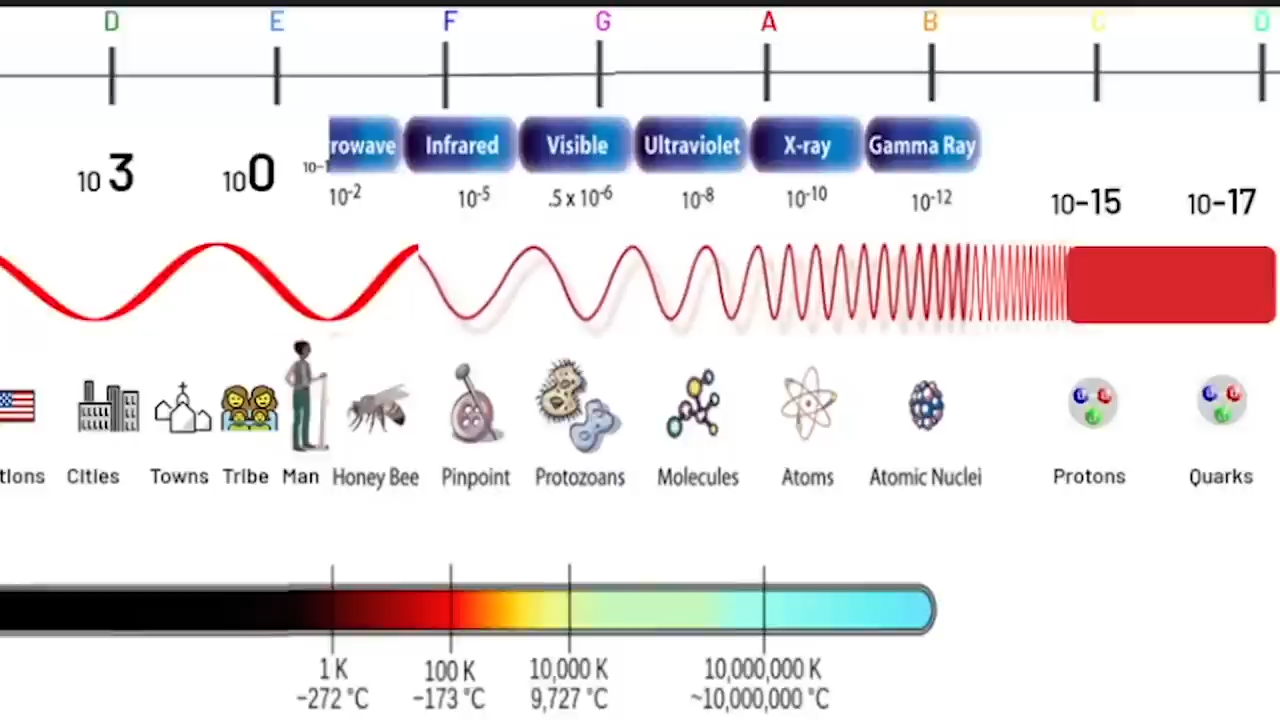 D E F G A B C D
rowave Infrared Visible Ultraviolet X-ray Gamma Ray
10 3 10 0 10-1 10-2 10-5 .5 x 10-6 10-8 10-10 10-12 10-15 10-17
tions Cities Towns Tribe Man Honey Bee Pinpoint Protozoans Molecules Atoms Atomic Nuclei Protons Quarks
1 K 100 K 10,000 K 10,000,000 K
−272 °C −173 °C 9,727 °C ~10,000,000 °C